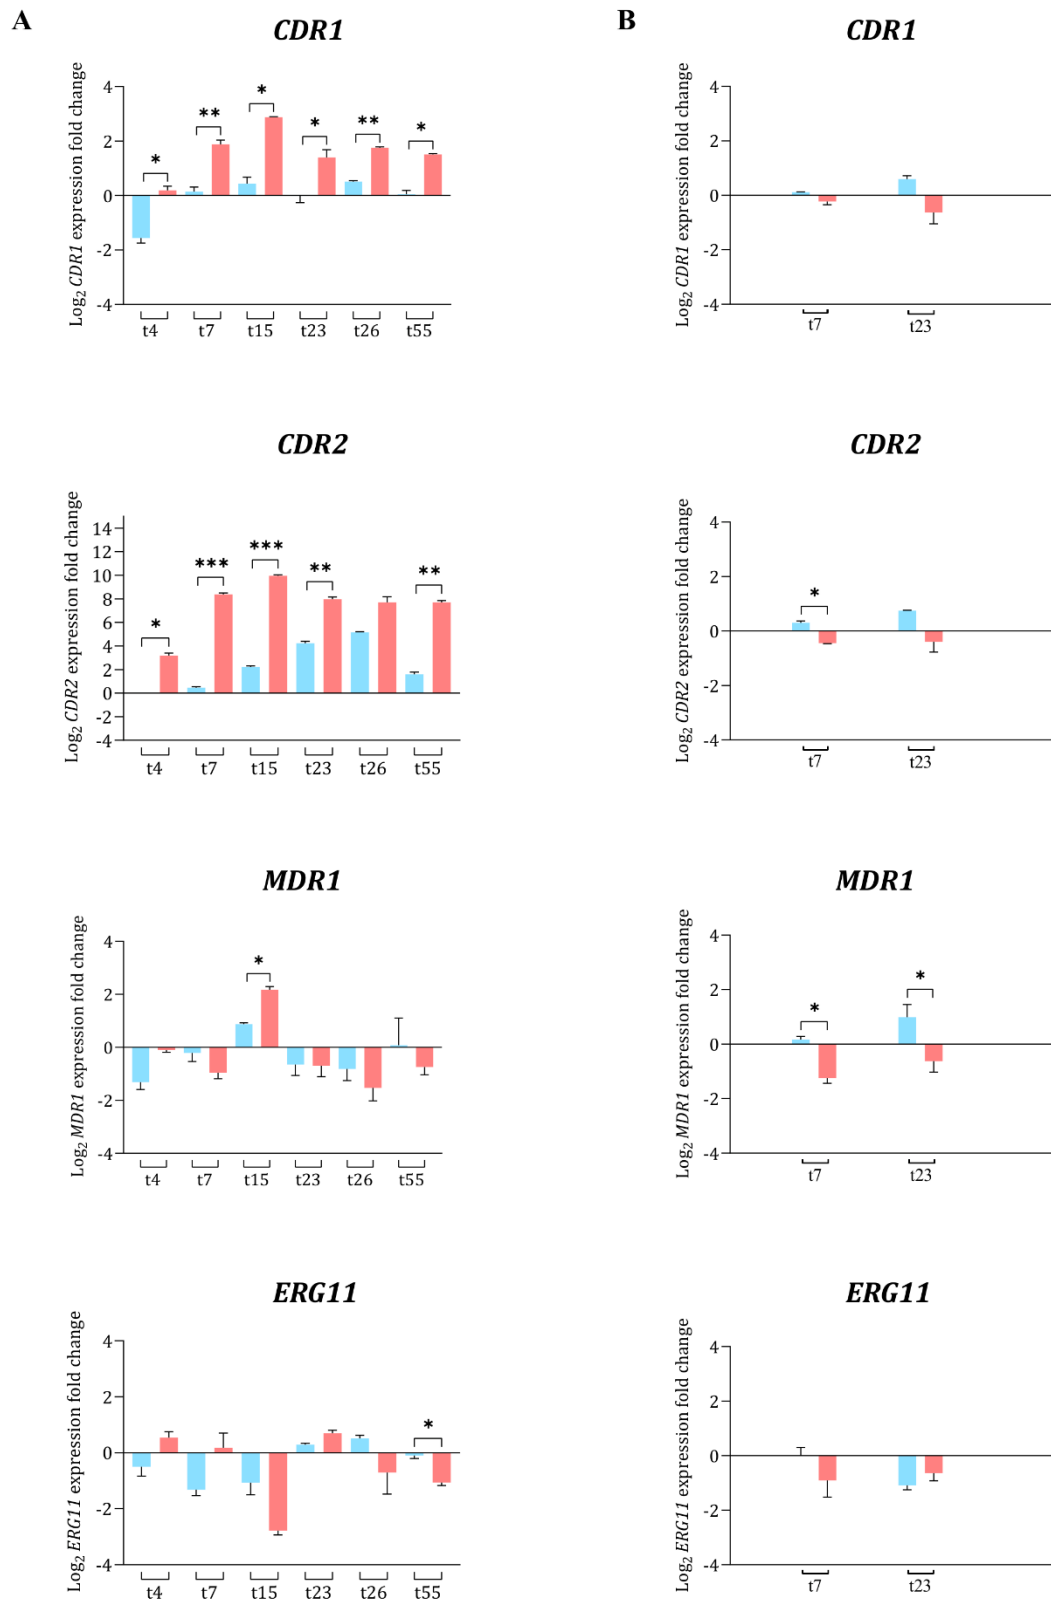 A
B
CDR1
CDR1
Log2 CDR1 expression fold change
4
2
0
-2
-4
*
**
*
*
**
*
t4 t7 t15 t23 t26 t55
Log2 CDR1 expression fold change
4
2
0
-2
-4
t7 t23
CDR2
CDR2
Log2 CDR2 expression fold change
14
12
10
8
6
4
2
0
-2
-4
*
***
***
**
**
t4 t7 t15 t23 t26 t55
Log2 CDR2 expression fold change
4
2
0
-2
-4
*
t7 t23
MDR1
MDR1
Log2 MDR1 expression fold change
4
2
0
-2
-4
*
t4 t7 t15 t23 t26 t55
Log2 MDR1 expression fold change
4
2
0
-2
-4
*
*
t7 t23
ERG11
ERG11
Log2 ERG11 expression fold change
4
2
0
-2
-4
*
t4 t7 t15 t23 t26 t55
Log2 ERG11 expression fold change
4
2
0
-2
-4
t7 t23